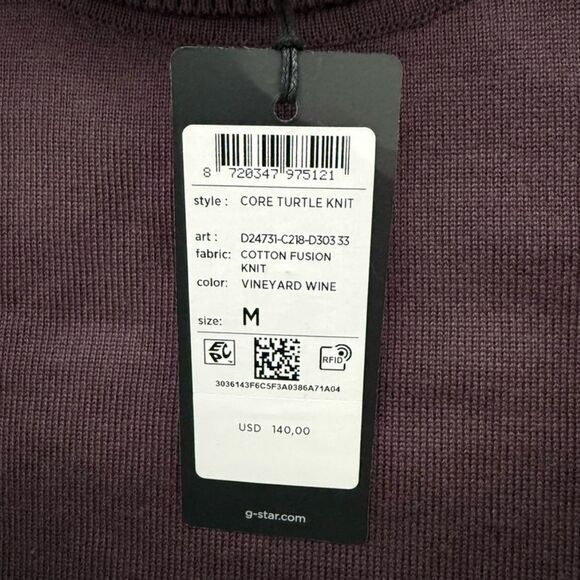 8 720347 975121
style : CORE TURTLE KNIT
art : D24731-C218-D303 33
fabric: COTTON FUSION
KNIT
color: VINEYARD WINE
size: M
EPC RFID
3036143F6C5F3A0386A71A04
USD 140,00
g-star.com